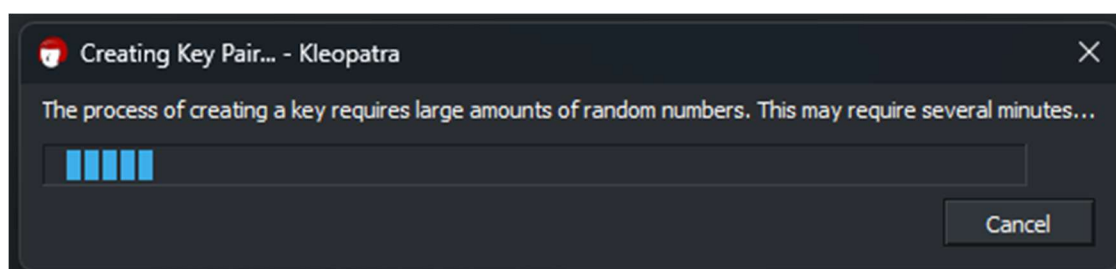 Creating Key Pair... - Kleopatra
The process of creating a key requires large amounts of random numbers. This may require several minutes...
Cancel